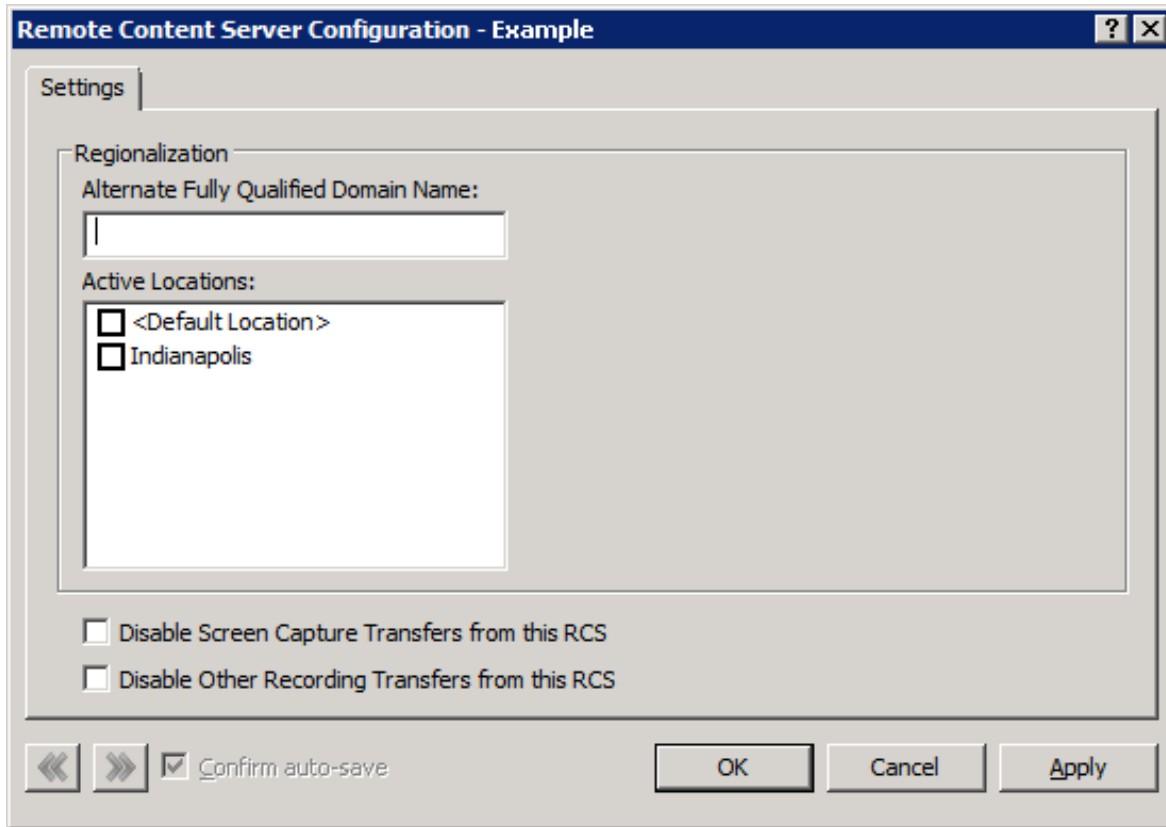 Remote Content Server Configuration - Example
Settings
Regionalization
Alternate Fully Qualified Domain Name:
Active Locations:
<Default Location>
Indianapolis
Disable Screen Capture Transfers from this RCS
Disable Other Recording Transfers from this RCS
Confirm auto-save
OK
Cancel
Apply